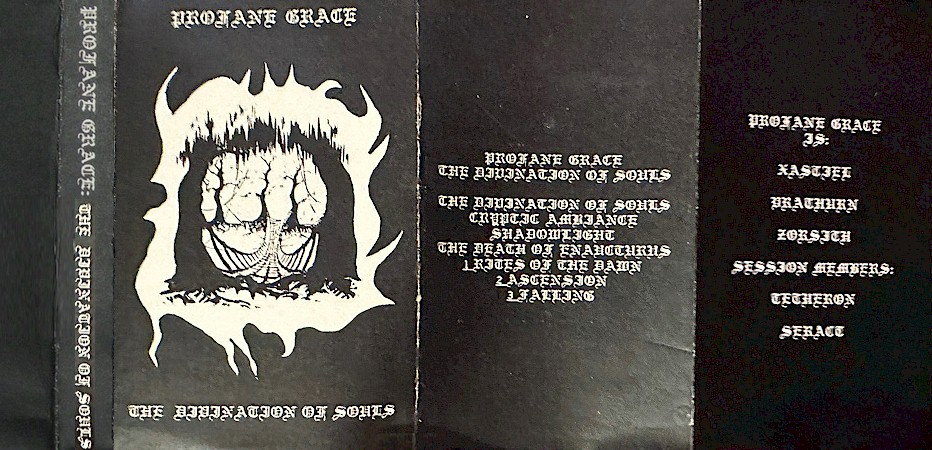 PROFANE GRACE: THE DIVINATION OF SOULS
PROFANE GRACE
THE DIVINATION OF SOULS
PROFANE GRACE
THE DIVINATION OF SOULS
THE DIVINATION OF SOULS
CRYPTIC AMBIANCE
SHADOWLIGHT
THE DEATH OF ENAUCTURUS
1 RITES OF THE DAWN
2 ASCENSION
3 FALLING
PROFANE GRACE
IS:
XASTIEL
VRATHURN
ZORSITH
SESSION MEMBERS:
TETHERON
SERACT